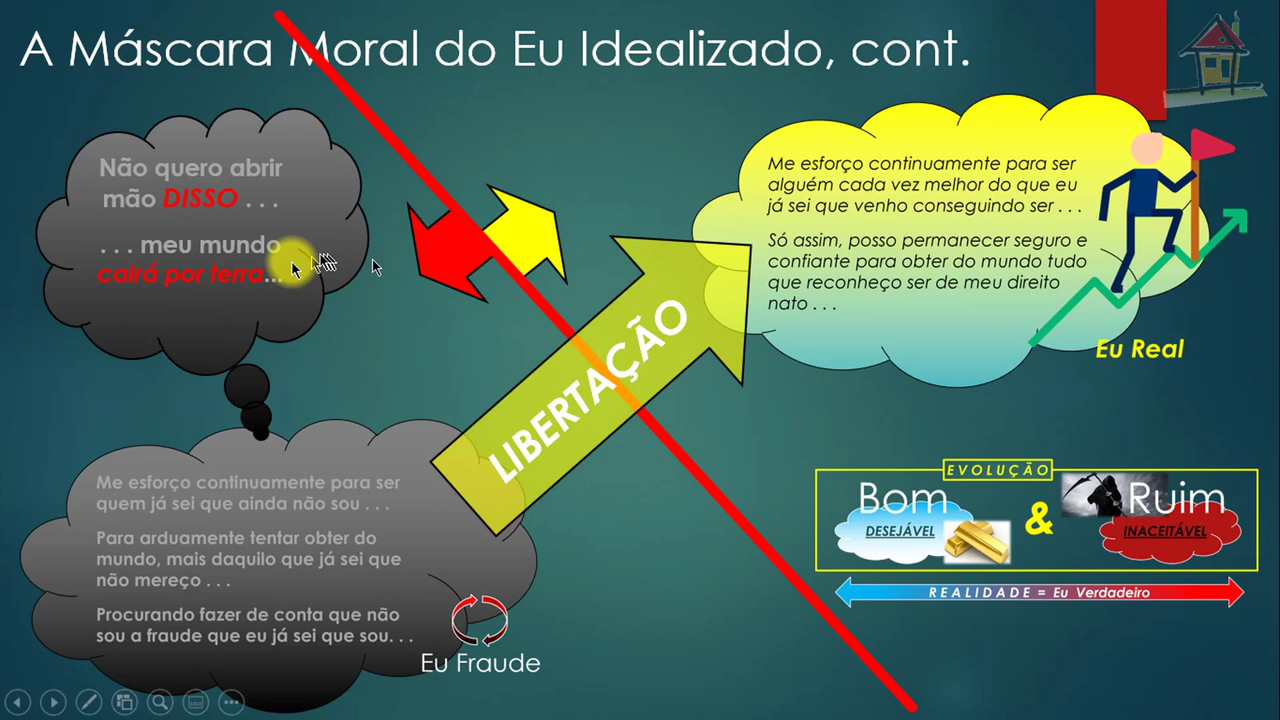 A Máscara Moral do Eu Idealizado, cont.
Não quero abrir
mão DISSO . . .
. . . meu mundo
cairá por terra...
Me esforço continuamente para ser
alguém cada vez melhor do que eu
já sei que venho conseguindo ser . . .
Só assim, posso permanecer seguro e
confiante para obter do mundo tudo
que reconheço ser de meu direito
nato . . .
Eu Real
LIBERTAÇÃO
Me esforço continuamente para ser
quem já sei que ainda não sou . . .
Para arduamente tentar obter do
mundo, mais daquilo que já sei que
não mereço . . .
Procurando fazer de conta que não
sou a fraude que eu já sei que sou. . .
Eu Fraude
EVOLUÇÃO
Bom & Ruim
DESEJÁVEL INACEITÁVEL
REALIDADE = Eu Verdadeiro